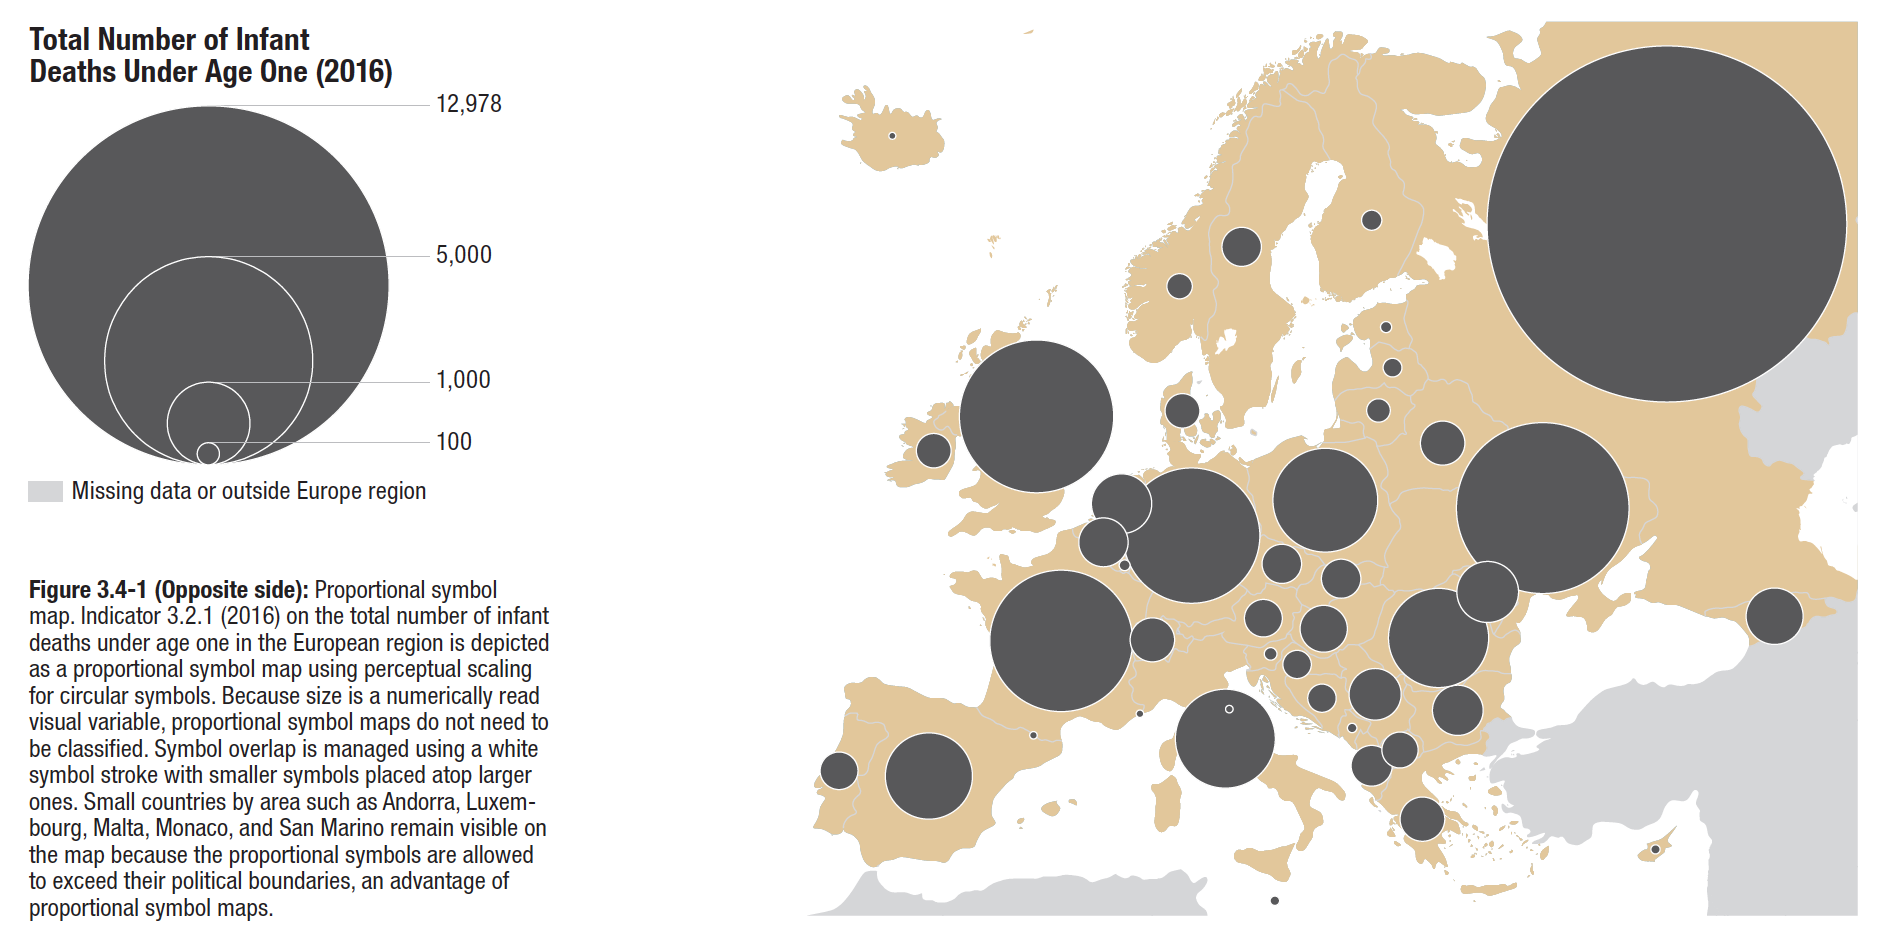 Total Number of Infant
Deaths Under Age One (2016)
12,978
5,000
1,000
100
Missing data or outside Europe region
Figure 3.4-1 (Opposite side): Proportional symbol
map. Indicator 3.2.1 (2016) on the total number of infant
deaths under age one in the European region is depicted
as a proportional symbol map using perceptual scaling
for circular symbols. Because size is a numerically read
visual variable, proportional symbol maps do not need to
be classified. Symbol overlap is managed using a white
symbol stroke with smaller symbols placed atop larger
ones. Small countries by area such as Andorra, Luxem-
bourg, Malta, Monaco, and San Marino remain visible on
the map because the proportional symbols are allowed
to exceed their political boundaries, an advantage of
proportional symbol maps.